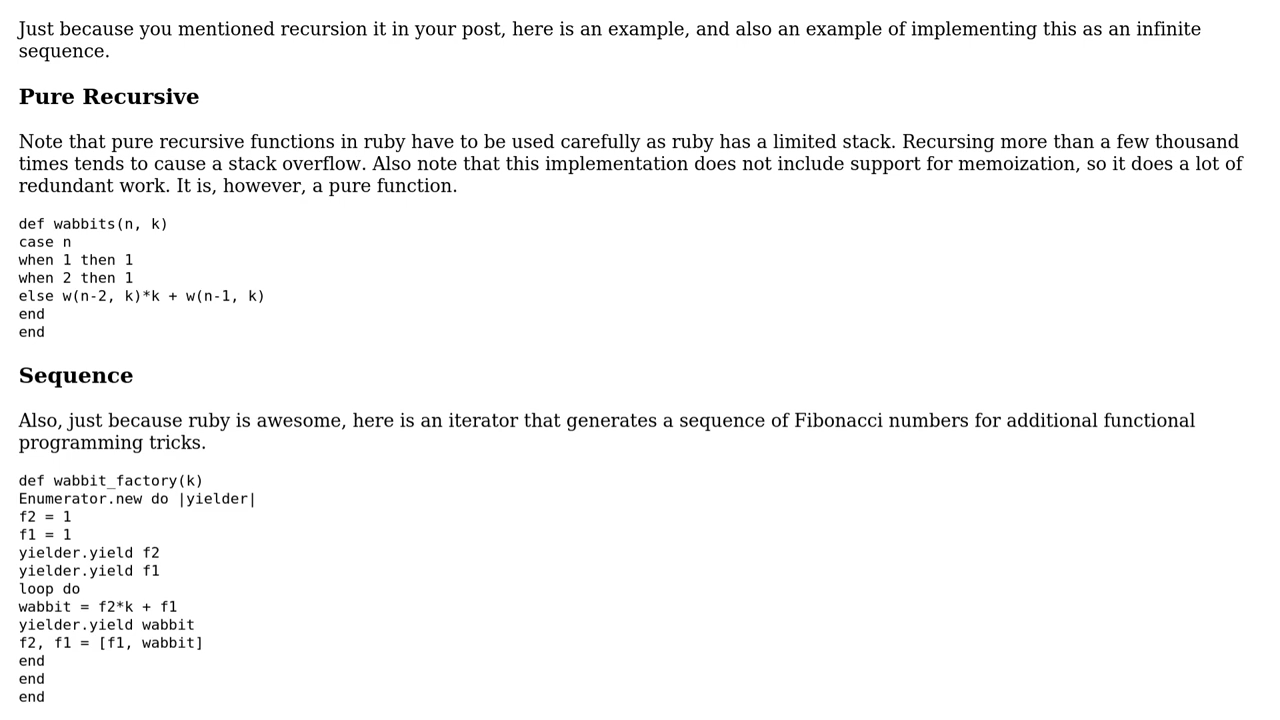 Just because you mentioned recursion it in your post, here is an example, and also an example of implementing this as an infinite
sequence.
Pure Recursive
Note that pure recursive functions in ruby have to be used carefully as ruby has a limited stack. Recursing more than a few thousand
times tends to cause a stack overflow. Also note that this implementation does not include support for memoization, so it does a lot of
redundant work. It is, however, a pure function.
def wabbits(n, k)
case n
when 1 then 1
when 2 then 1
else w(n-2, k)*k + w(n-1, k)
end
end
Sequence
Also, just because ruby is awesome, here is an iterator that generates a sequence of Fibonacci numbers for additional functional
programming tricks.
def wabbit_factory(k)
Enumerator.new do |yielder|
f2 = 1
f1 = 1
yielder.yield f2
yielder.yield f1
loop do
wabbit = f2*k + f1
yielder.yield wabbit
f2, f1 = [f1, wabbit]
end
end
end